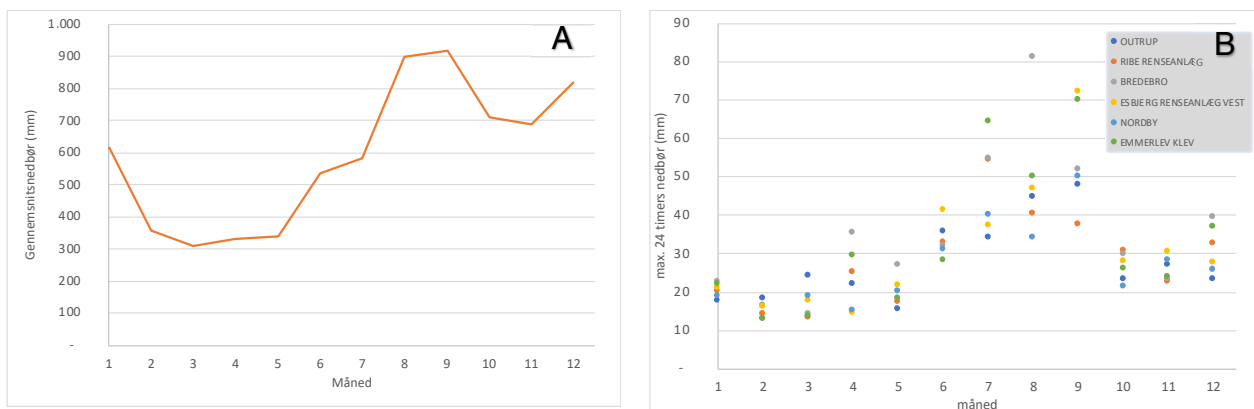 A
1.000
900
800
700
600
500
400
300
200
100
-
Gennemsnitsnedbør (mm)
1 2 3 4 5 6 7 8 9 10 11 12
Måned
B
90
80
70
60
50
40
30
20
10
-
max. 24 timers nedbør (mm)
OUTRUP
RIBE RENSEANLÆG
BREDEBRO
ESBJERG RENSEANLÆG VEST
NORDBY
EMMERLEV KLEV
1 2 3 4 5 6 7 8 9 10 11 12
måned